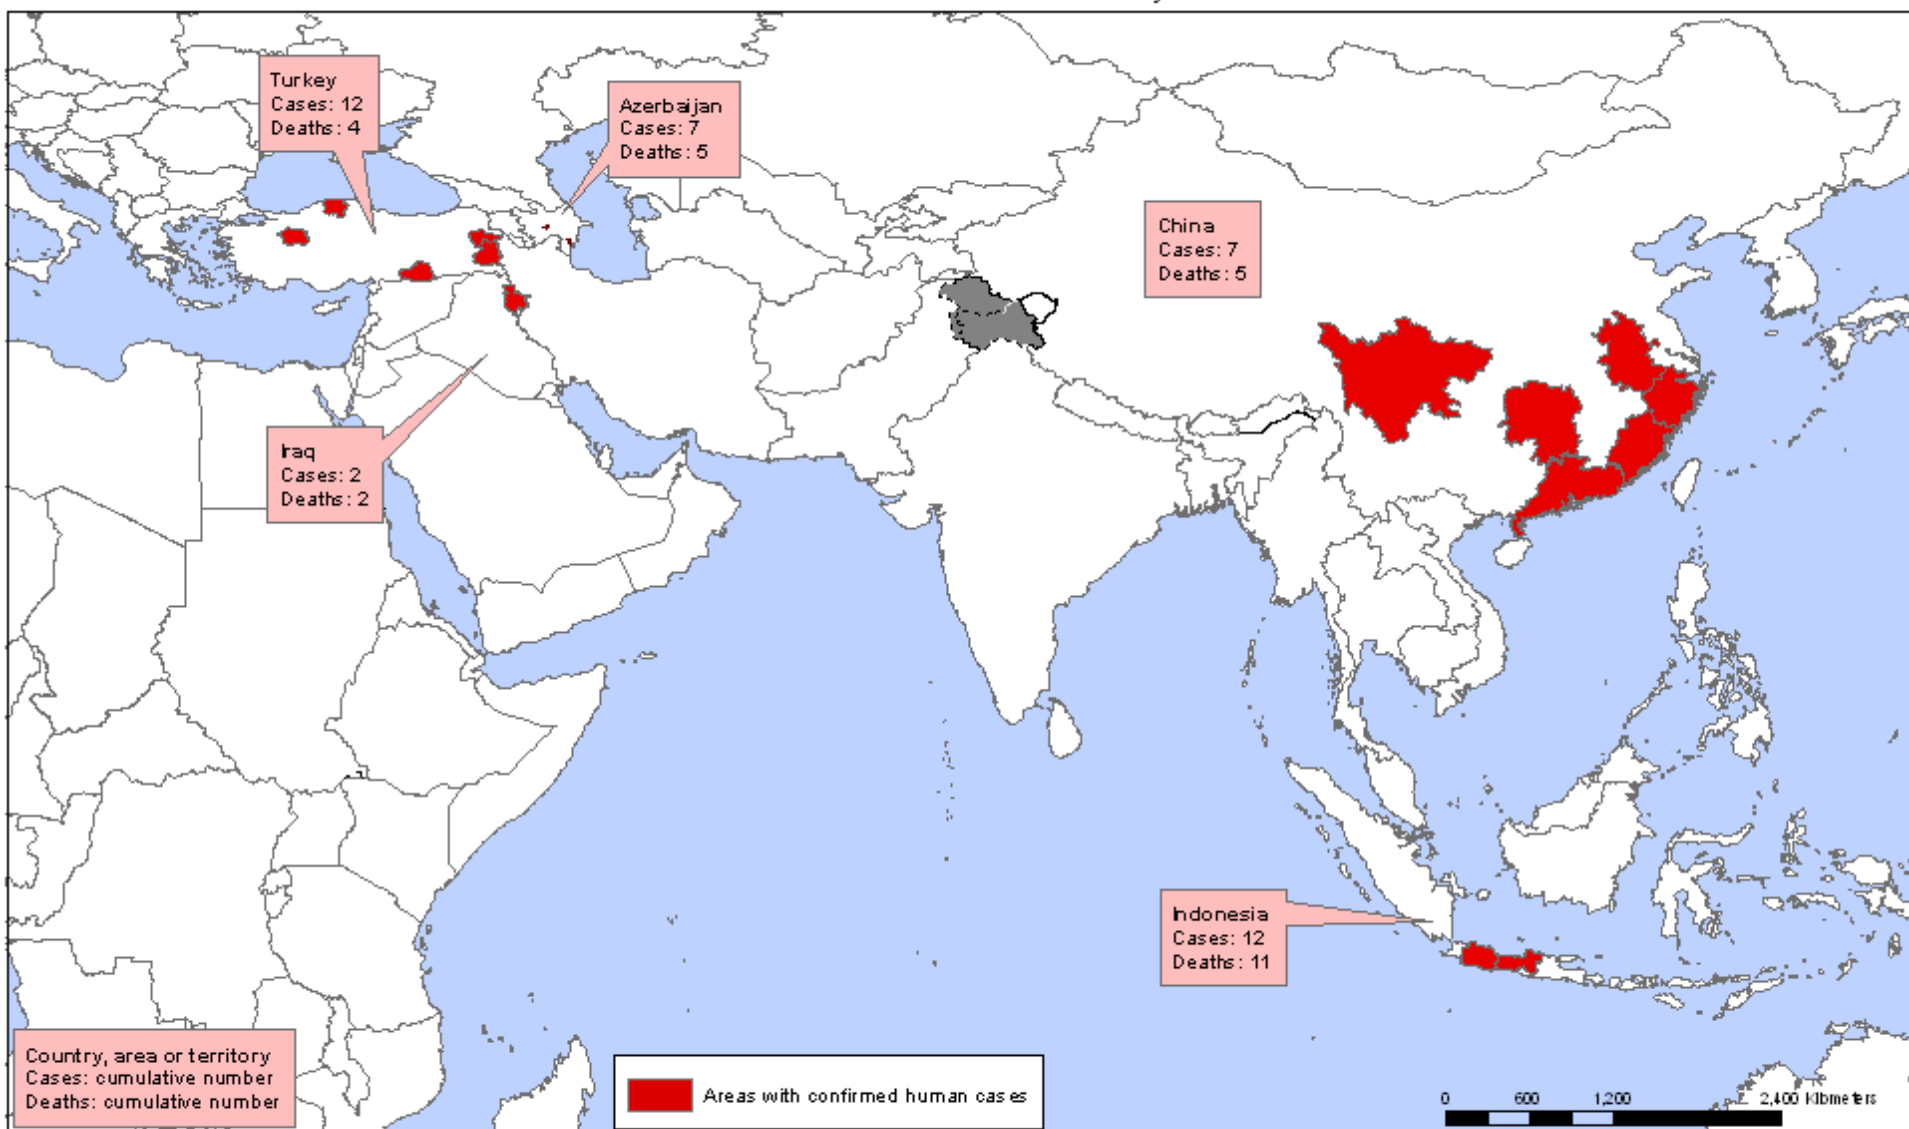 Turkey
Cases: 12
Deaths: 4
Azerbaijan
Cases: 7
Deaths: 5
China
Cases: 7
Deaths: 5
Iraq
Cases: 2
Deaths: 2
Indonesia
Cases: 12
Deaths: 11
Country, area or territory
Cases: cumulative number
Deaths: cumulative number
Areas with confirmed human cases
0 600 1,200 2,400 Kilometers